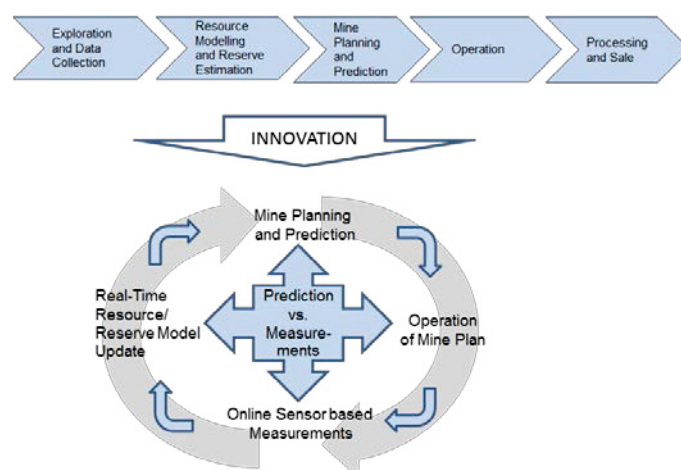 Exploration
and Data
Collection
Resource
Modelling
and Reserve
Estimation
Mine
Planning
and
Prediction
Operation
Processing
and Sale
INNOVATION
Mine Planning
and Prediction
Real-Time
Resource/
Reserve Model
Update
Prediction
vs.
Measure-
ments
Operation
of Mine Plan
Online Sensor based
Measurements